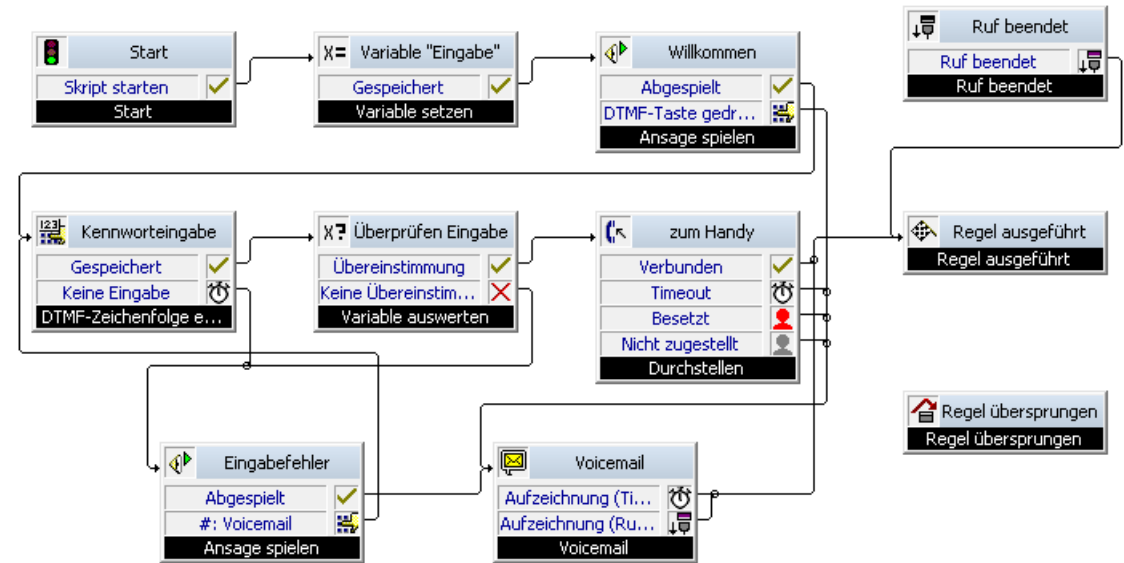 Start
Skript starten
Start
X= Variable "Eingabe"
Gespeichert
Variable setzen
Willkommen
Abgespielt
DTMF-Taste gedr...
Ansage spielen
Ruf beendet
Ruf beendet
Ruf beendet
123 Kennworteingabe
Gespeichert
Keine Eingabe
DTMF-Zeichenfolge e...
X? Überprüfen Eingabe
Übereinstimmung
Keine Übereinstim...
Variable auswerten
zum Handy
Verbunden
Timeout
Besetzt
Nicht zugestellt
Durchstellen
Regel ausgeführt
Regel ausgeführt
Regel übersprungen
Regel übersprungen
Eingabefehler
Abgespielt
#: Voicemail
Ansage spielen
Voicemail
Aufzeichnung (Ti...
Aufzeichnung (Ru...
Voicemail